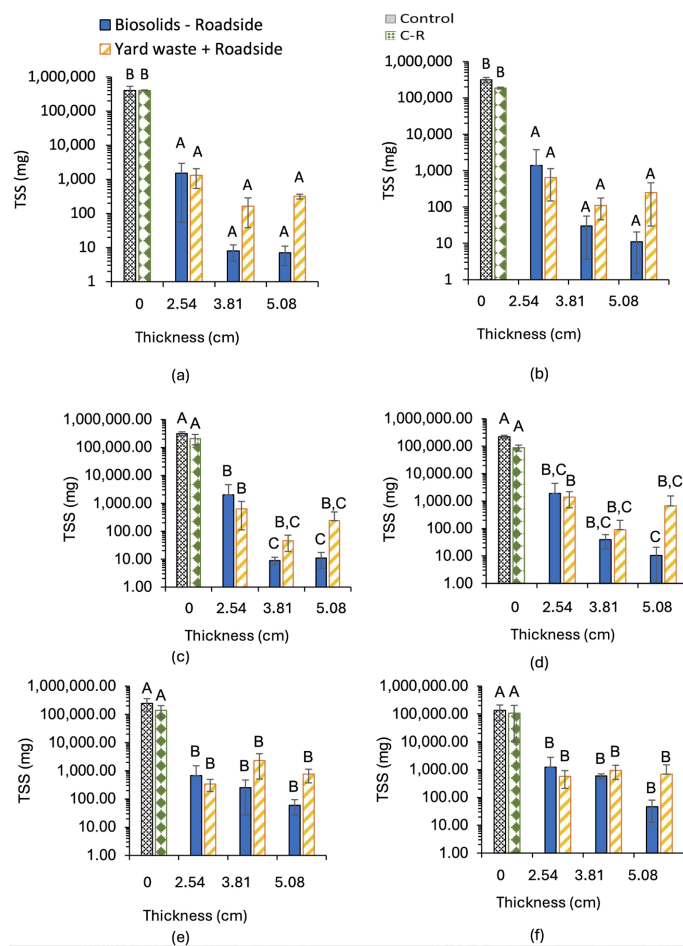 Biosolids - Roadside
Yard waste + Roadside
Control
C-R
TSS (mg)
1,000,000
100,000
10,000
1,000
100
10
1
B B
A A
A
A
A
A
0 2.54 3.81 5.08
Thickness (cm)
(a)
TSS (mg)
1,000,000
100,000
10,000
1,000
100
10
1
B
B
A
A
A
A
A
A
0 2.54 3.81 5.08
Thickness (cm)
(b)
TSS (mg)
1,000,000.00
100,000.00
10,000.00
1,000.00
100.00
10.00
1.00
A A
B
B
B,C
C
B,C
C
0 2.54 3.81 5.08
Thickness (cm)
(c)
TSS (mg)
1,000,000.00
100,000.00
10,000.00
1,000.00
100.00
10.00
1.00
A
A
B,C B
B,C
B,C
B,C
C
0 2.54 3.81 5.08
Thickness (cm)
(d)
TSS (mg)
1,000,000.00
100,000.00
10,000.00
1,000.00
100.00
10.00
1.00
A
A
B
B
B
B
B
B
0 2.54 3.81 5.08
Thickness (cm)
(e)
TSS (mg)
1,000,000.00
100,000.00
10,000.00
1,000.00
100.00
10.00
1.00
A A
B
B
B
B
B
B
0 2.54 3.81 5.08
Thickness (cm)
(f)